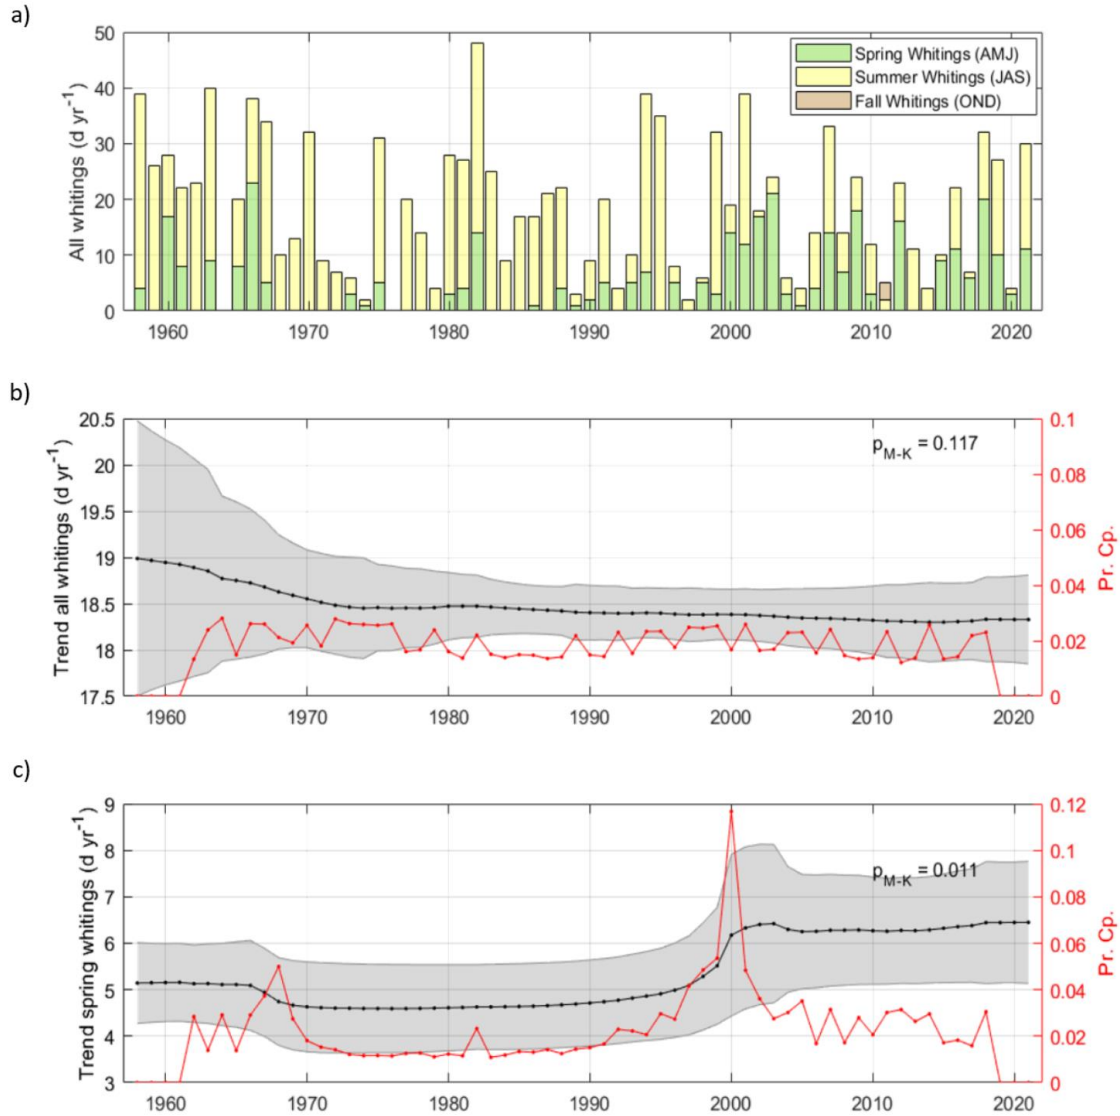 a)
All whitings (d yr-1)
50
40
30
20
10
0
Spring Whitings (AMJ)
Summer Whitings (JAS)
Fall Whitings (OND)
1960 1970 1980 1990 2000 2010 2020
b)
Trend all whitings (d yr-1)
20.5
20
19.5
19
18.5
18
17.5
pM-K = 0.117
0.1
0.08
0.06
0.04
0.02
0
Pr. Cp.
1960 1970 1980 1990 2000 2010 2020
c)
Trend spring whitings (d yr-1)
9
8
7
6
5
4
3
pM-K = 0.011
0.12
0.1
0.08
0.06
0.04
0.02
0
Pr. Cp.
1960 1970 1980 1990 2000 2010 2020